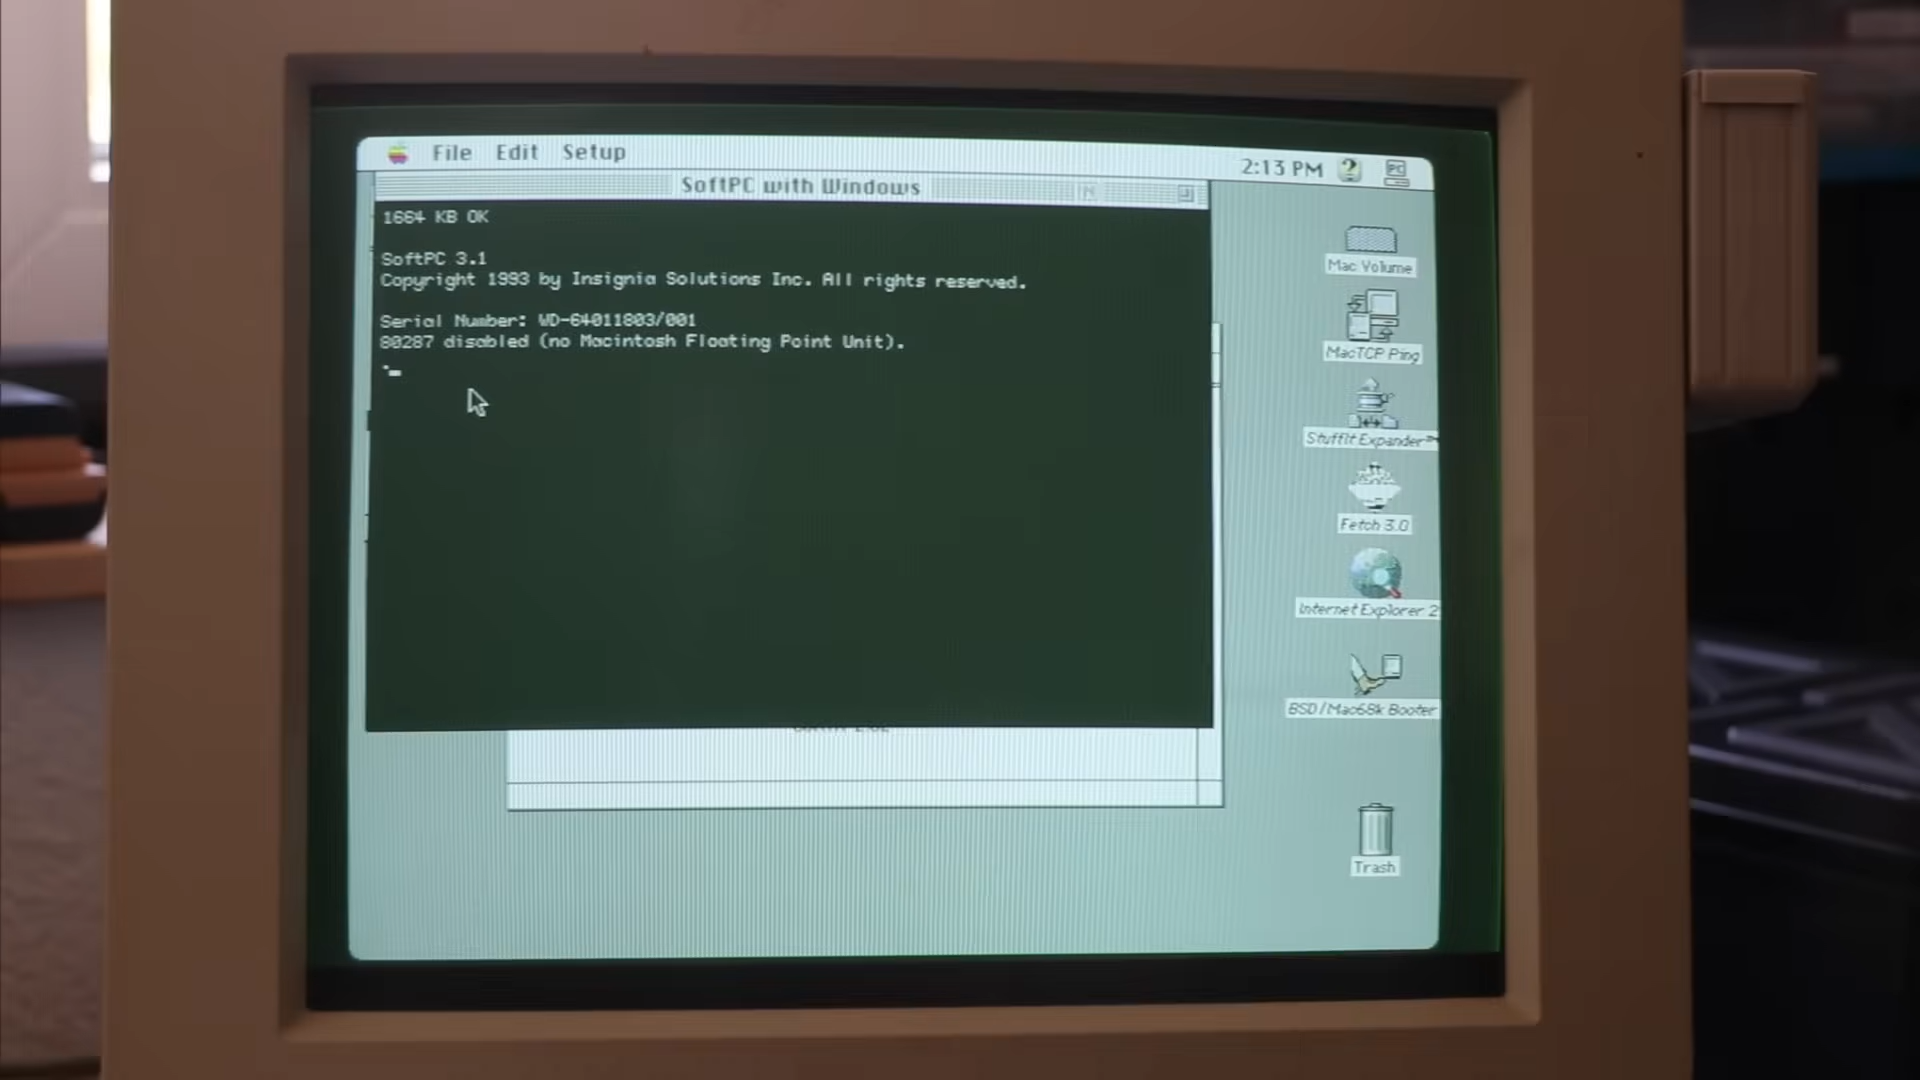 File Edit Setup
2:13 PM
SoftPC with Windows
1664 KB OK
SoftPC 3.1
Copyright 1993 by Insignia Solutions Inc. All rights reserved.
Serial Number: WD-64011803/001
80287 disabled (no Macintosh Floating Point Unit).
Mac Volume
MacTCP Ping
StuffIt Expander™
Fetch 3.0
Internet Explorer 2
BSD/Mac68k Booter
Trash